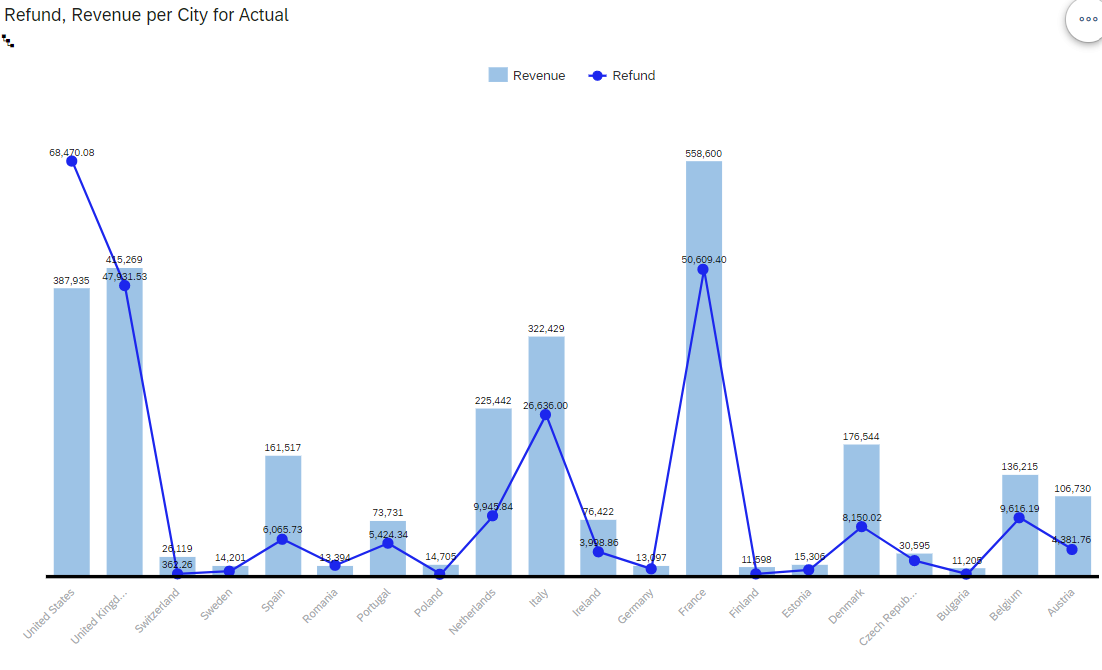 Refund, Revenue per City for Actual
Revenue Refund
68,470.08
558,600
415,269
50,609.40
387,935
47,931.53
322,429
225,442
26,636.00
176,544
161,517
136,215
106,730
73,731
76,422
9,945.84
9,616.19
8,150.02
6,065.73
5,424.34
3,998.86
4,381.76
26,119
30,595
362.26
14,201
13,394
14,705
13,097
11,598
15,306
11,205
United States
United Kingd...
Switzerland
Sweden
Spain
Romania
Portugal
Poland
Netherlands
Italy
Ireland
Germany
France
Finland
Estonia
Denmark
Czech Repub...
Bulgaria
Belgium
Austria